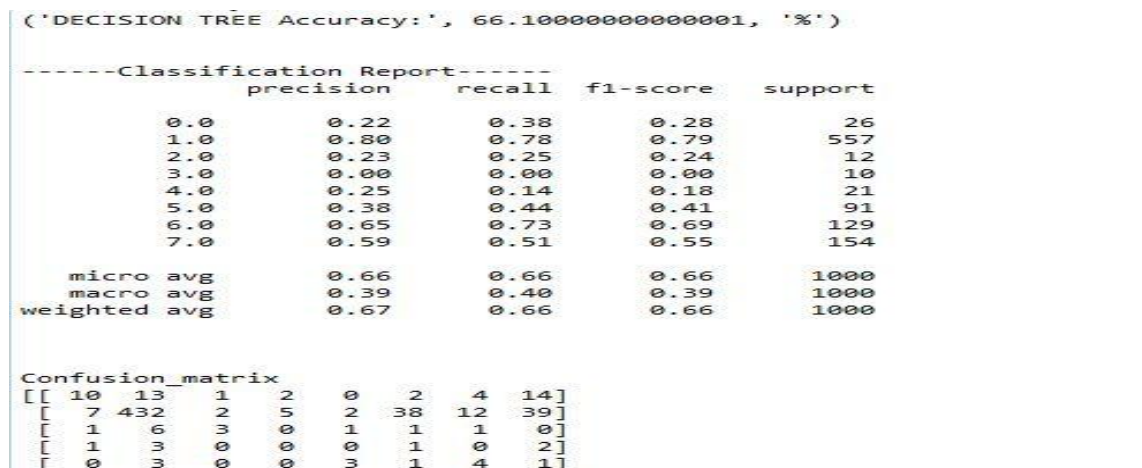 ('DECISION TREE Accuracy:', 66.10000000000001, '%')
------Classification Report------
precision recall f1-score support
0.0 0.22 0.38 0.28 26
1.0 0.80 0.78 0.79 557
2.0 0.23 0.25 0.24 12
3.0 0.00 0.00 0.00 10
4.0 0.25 0.14 0.18 21
5.0 0.38 0.44 0.41 91
6.0 0.65 0.73 0.69 129
7.0 0.59 0.51 0.55 154
micro avg 0.66 0.66 0.66 1000
macro avg 0.39 0.40 0.39 1000
weighted avg 0.67 0.66 0.66 1000
Confusion_matrix
[[ 10 13 1 2 0 2 4 14]
[ 7 432 2 5 2 38 12 39]
[ 1 6 3 0 1 1 1 0]
[ 1 3 0 0 0 1 0 2]
[ 0 3 0 0 3 1 4 1]